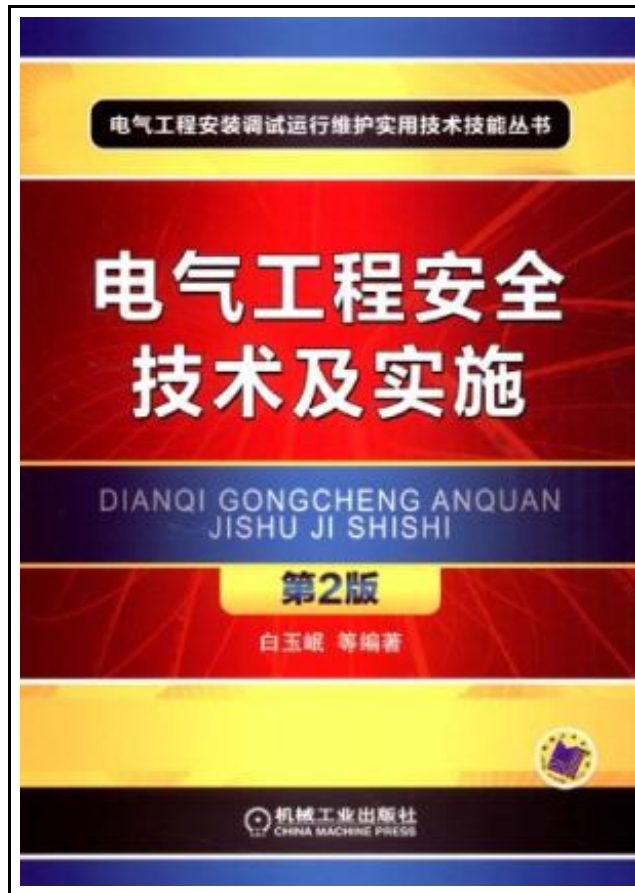 电气工程安装调试运行维护实用技术技能丛书
电气工程安全
技术及实施
DIANQI GONGCHENG ANQUAN
JISHU JI SHISHI
第2版
白玉岷 等编著
机械工业出版社
CHINA MACHINE PRESS